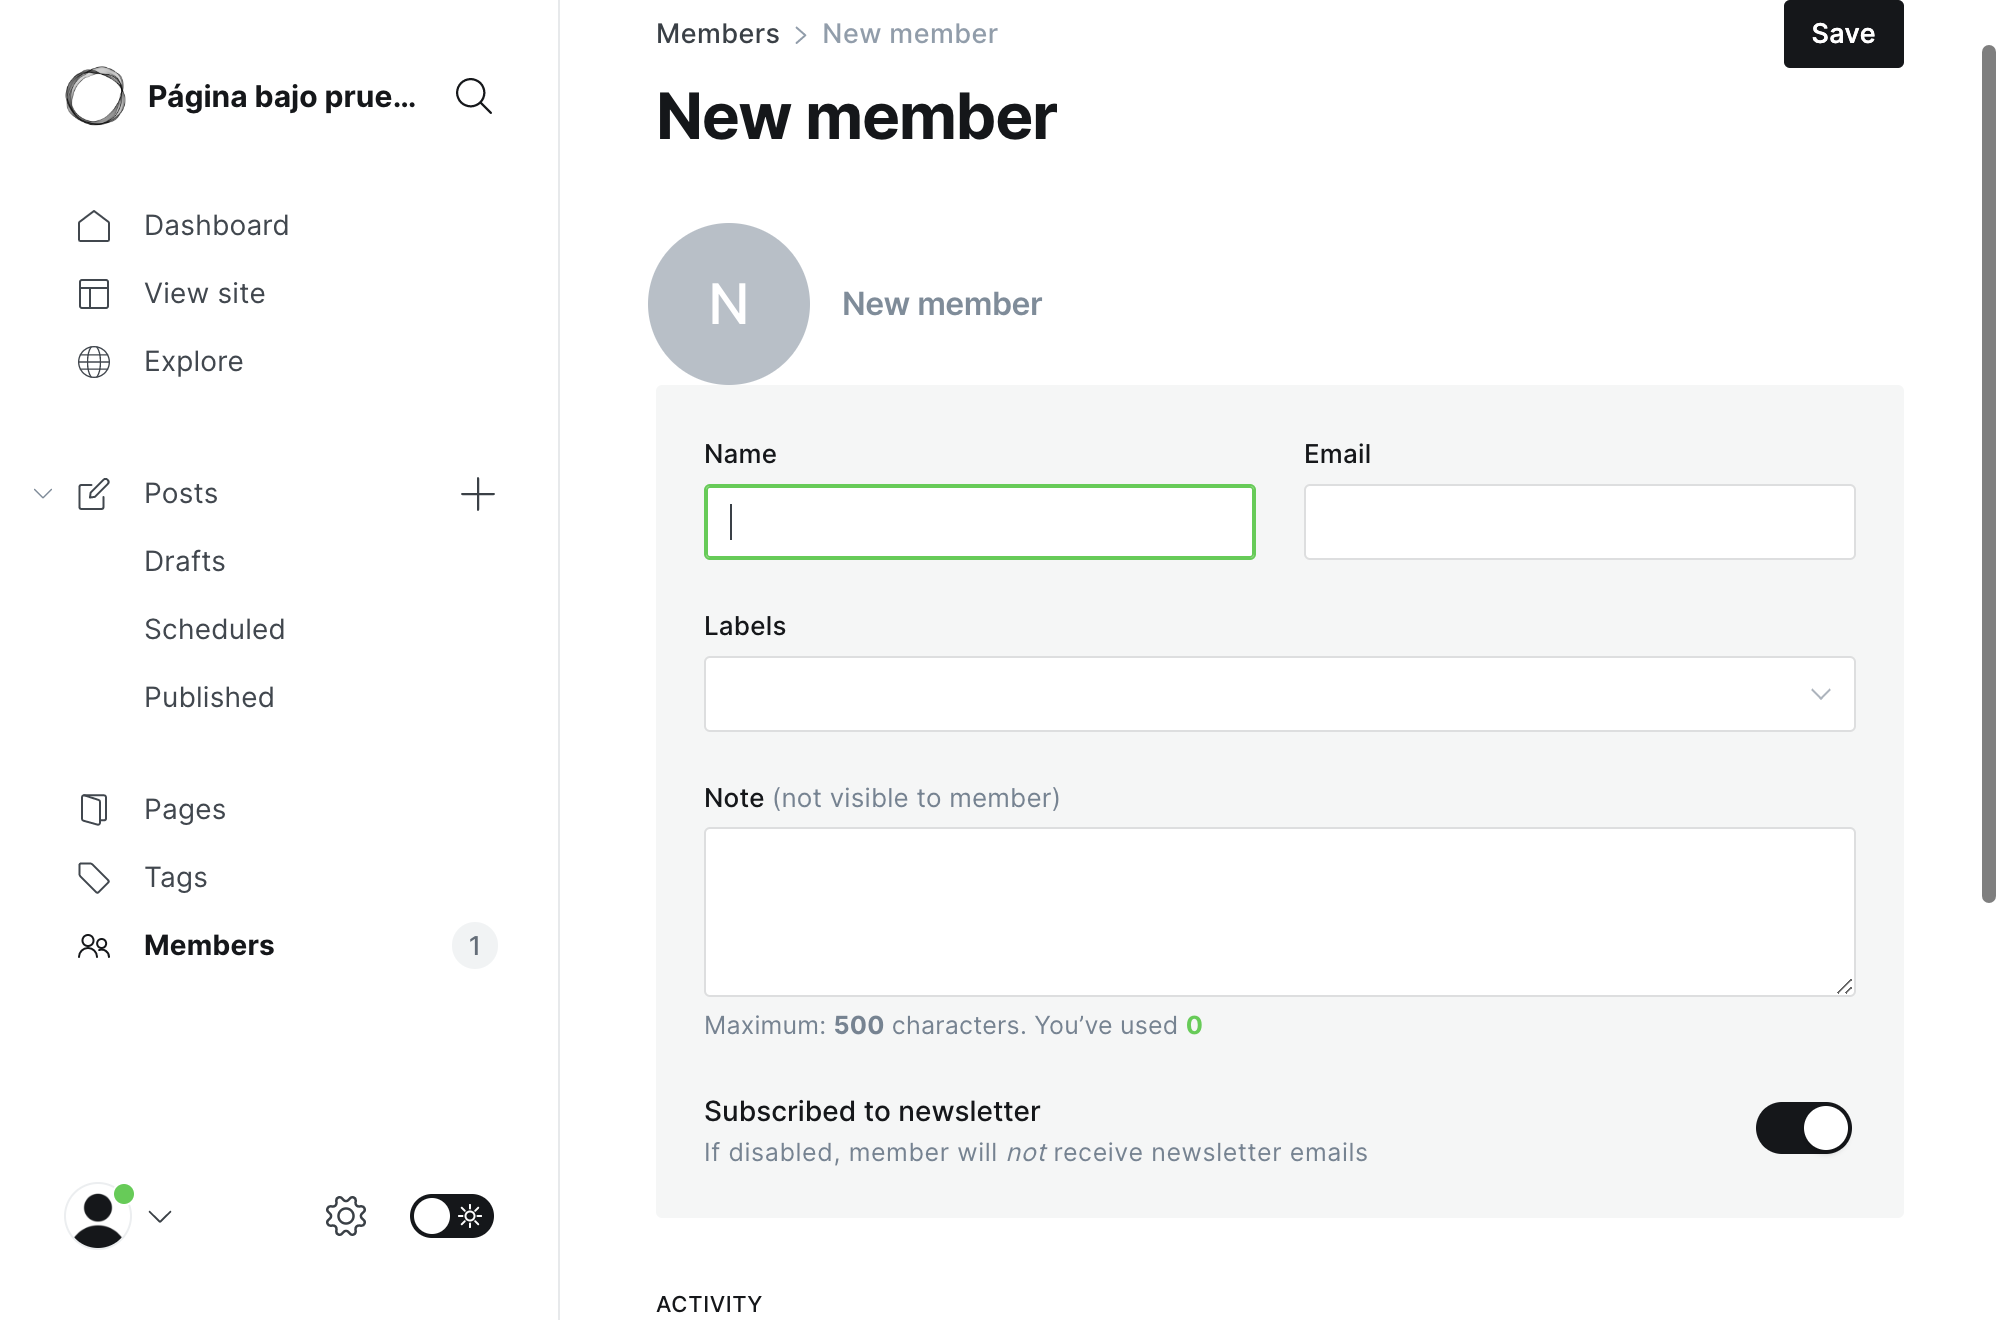 Página bajo prue...
Dashboard
View site
Explore
Posts
Drafts
Scheduled
Published
Pages
Tags
Members
1
Members > New member
Save
New member
N
New member
Name
Email
Labels
Note (not visible to member)
Maximum: 500 characters. You’ve used 0
Subscribed to newsletter
If disabled, member will not receive newsletter emails
ACTIVITY